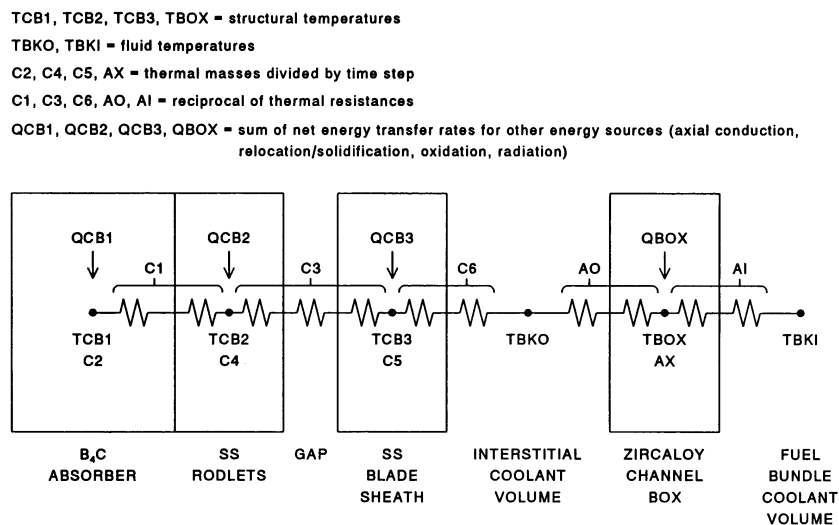 TCB1, TCB2, TCB3, TBOX = structural temperatures
TBKO, TBKI = fluid temperatures
C2, C4, C5, AX = thermal masses divided by time step
C1, C3, C6, AO, AI = reciprocal of thermal resistances
QCB1, QCB2, QCB3, QBOX = sum of net energy transfer rates for other energy sources (axial conduction,
relocation/solidification, oxidation, radiation)
QCB1 QCB2 QCB3 QBOX
C1 C3 C6 AO AI
TCB1 TCB2 TCB3 TBKO TBOX TBKI
C2 C4 C5 AX
B₄C SS GAP SS INTERSTITIAL ZIRCALOY FUEL
ABSORBER RODLETS BLADE COOLANT CHANNEL BUNDLE
SHEATH VOLUME BOX COOLANT
VOLUME